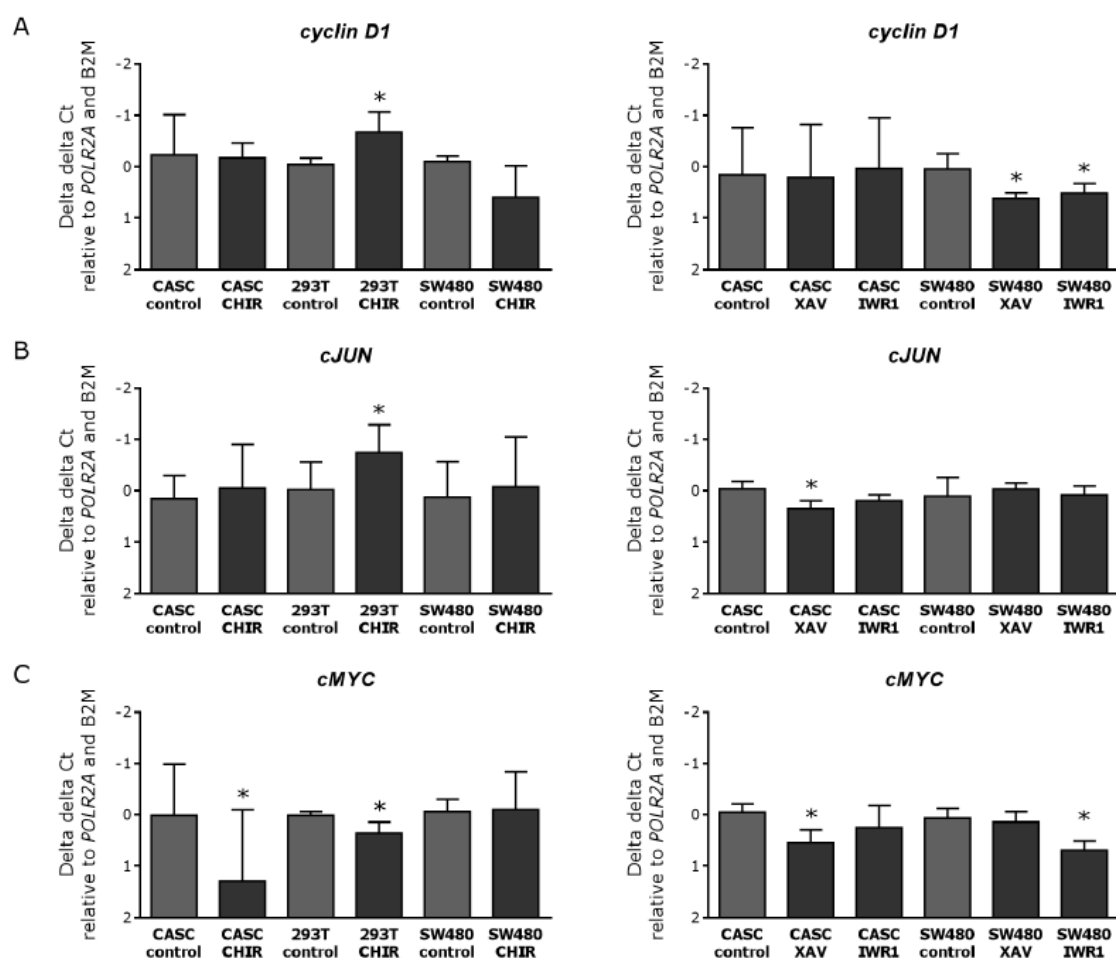 A
cyclin D1
Delta delta Ct
relative to POLR2A and B2M
-2
-1
0
1
2
*
CASC control
CASC CHIR
293T control
293T CHIR
SW480 control
SW480 CHIR
cyclin D1
Delta delta Ct
relative to POLR2A and B2M
-2
-1
0
1
2
*
*
CASC control
CASC XAV
CASC IWR1
SW480 control
SW480 XAV
SW480 IWR1
B
cJUN
Delta delta Ct
relative to POLR2A and B2M
-2
-1
0
1
2
*
CASC control
CASC CHIR
293T control
293T CHIR
SW480 control
SW480 CHIR
cJUN
Delta delta Ct
relative to POLR2A and B2M
-2
-1
0
1
2
*
CASC control
CASC XAV
CASC IWR1
SW480 control
SW480 XAV
SW480 IWR1
C
cMYC
Delta delta Ct
relative to POLR2A and B2M
-2
-1
0
1
2
*
*
CASC control
CASC CHIR
293T control
293T CHIR
SW480 control
SW480 CHIR
cMYC
Delta delta Ct
relative to POLR2A and B2M
-2
-1
0
1
2
*
*
CASC control
CASC XAV
CASC IWR1
SW480 control
SW480 XAV
SW480 IWR1